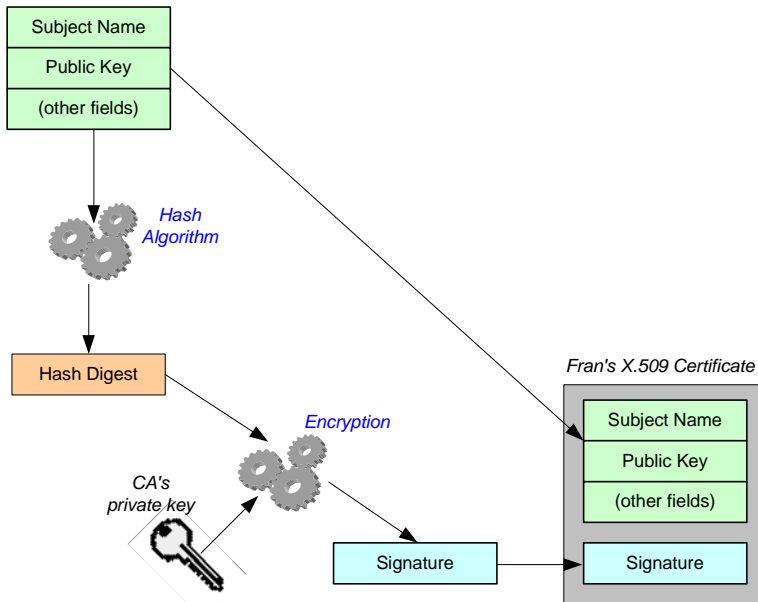 Subject Name
Public Key
(other fields)
Hash
Algorithm
Hash Digest
Fran's X.509 Certificate
Encryption
Subject Name
Public Key
(other fields)
CA's
private key
Signature
Signature